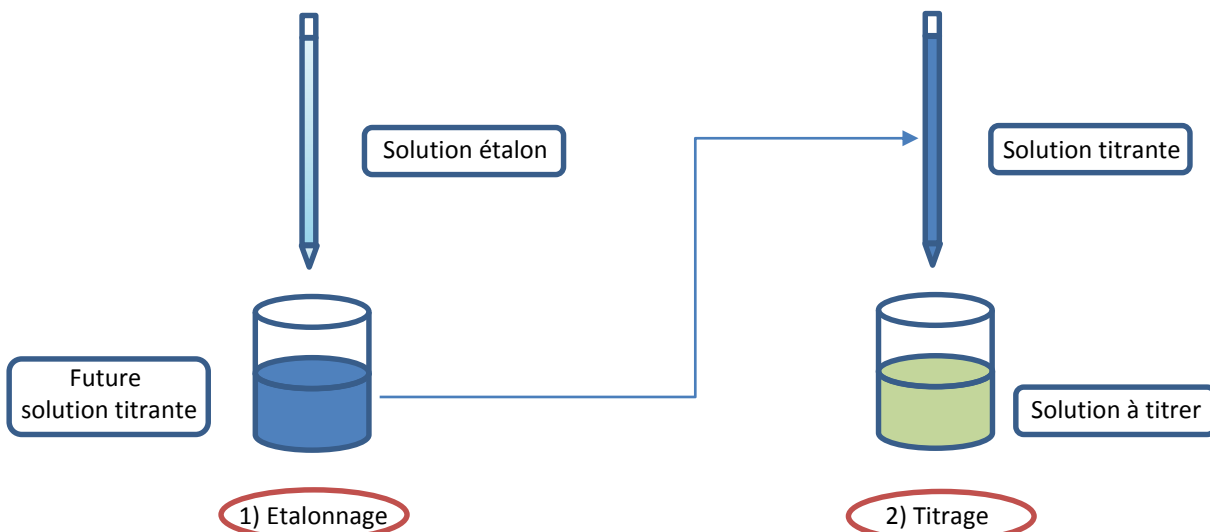 Solution étalon
Solution titrante
Future
solution titrante
Solution à titrer
1) Etalonnage
2) Titrage